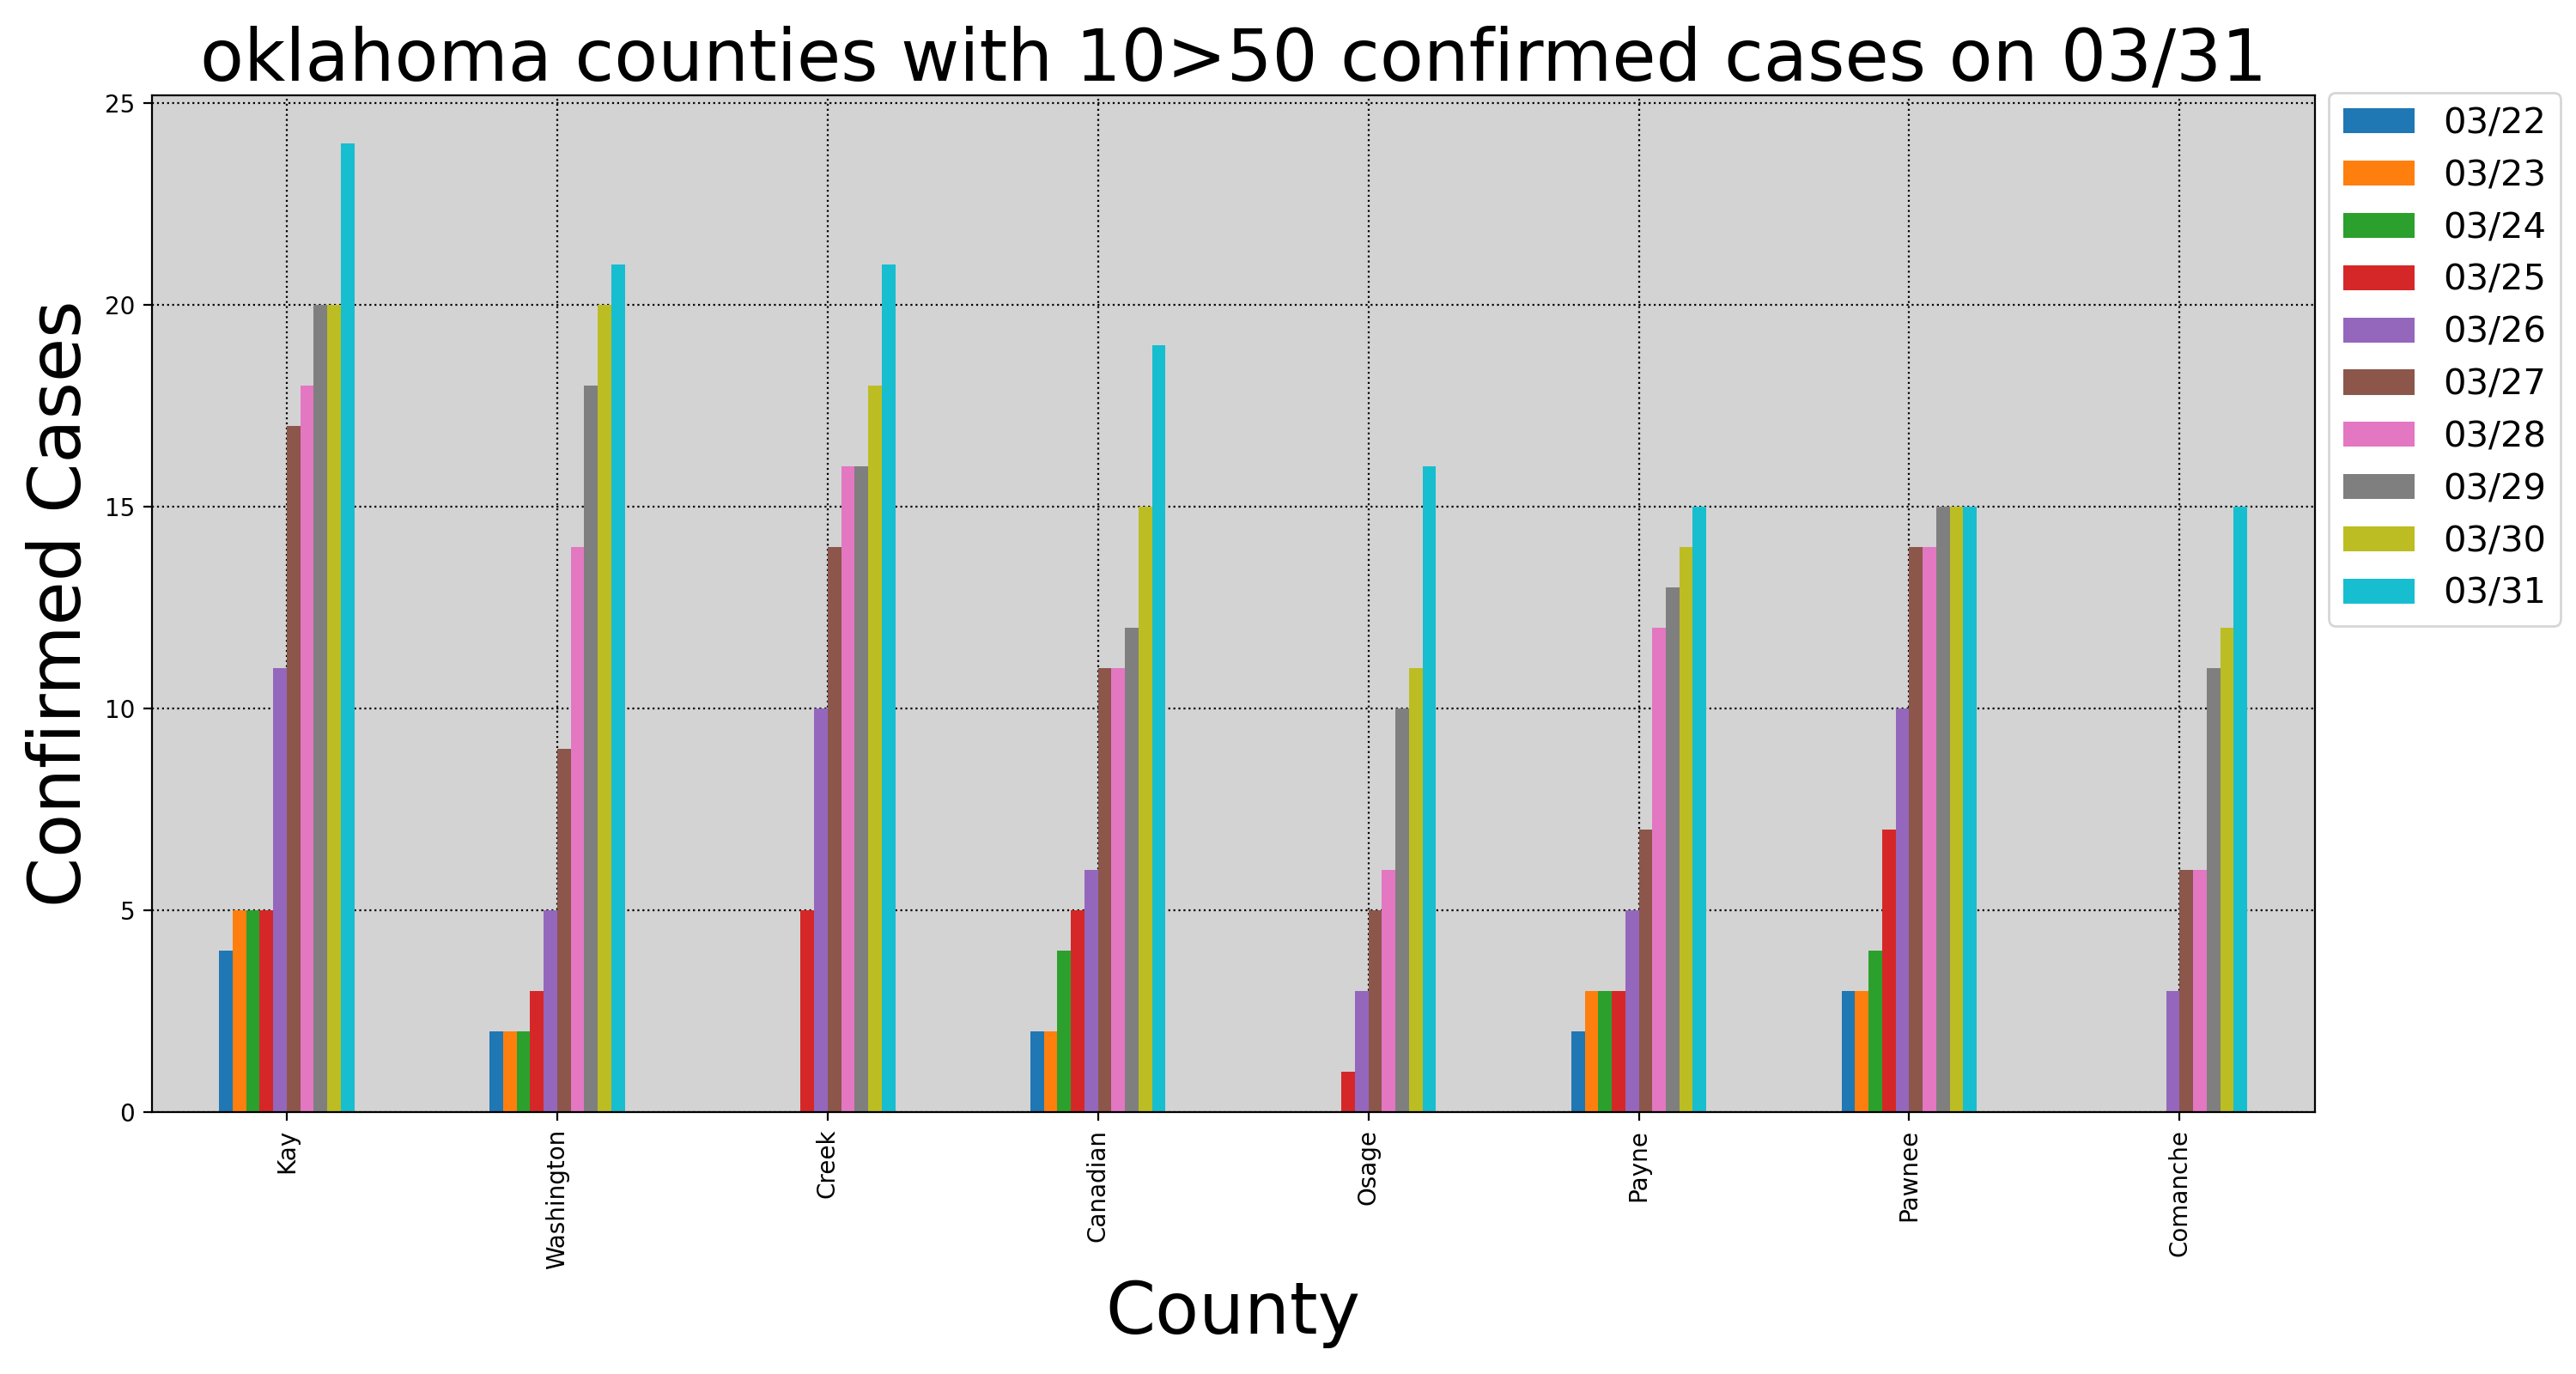 oklahoma counties with 10>50 confirmed cases on 03/31
Confirmed Cases
25
20
15
10
5
0
Kay
Washington
Creek
Canadian
Osage
Payne
Pawnee
Comanche
County
03/22
03/23
03/24
03/25
03/26
03/27
03/28
03/29
03/30
03/31